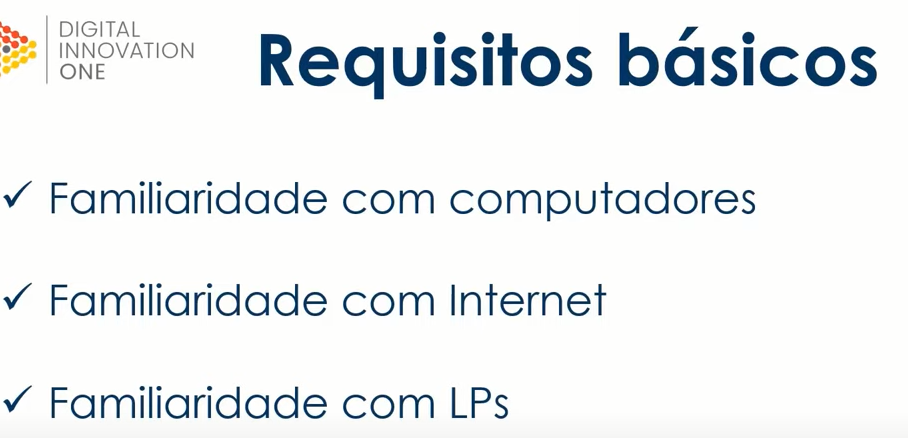 DIGITAL
INNOVATION
ONE
Requisitos básicos
✓ Familiaridade com computadores
✓ Familiaridade com Internet
✓ Familiaridade com LPs